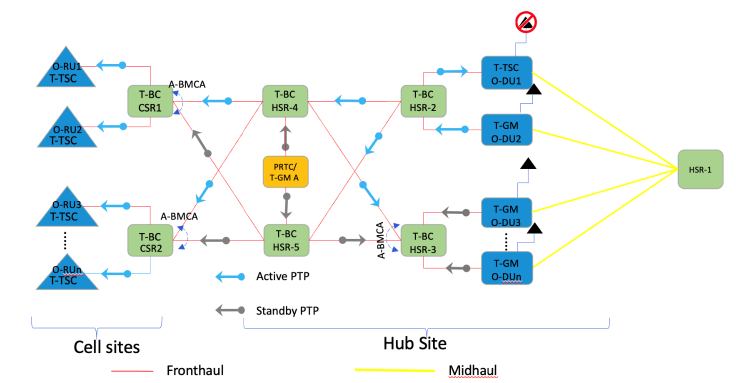 O-RU1
T-TSC
O-RU2
T-TSC
O-RU3
T-TSC
O-RUn
T-TSC
T-BC
CSR1
A-BMCA
T-BC
CSR2
A-BMCA
T-BC
HSR-4
PRTC/
T-GM A
T-BC
HSR-5
T-BC
HSR-2
T-BC
HSR-3
A-BMCA
T-TSC
O-DU1
T-GM
O-DU2
T-GM
O-DU3
T-GM
O-DUn
HSR-1
Active PTP
Standby PTP
Cell sites
Hub Site
Fronthaul
Midhaul